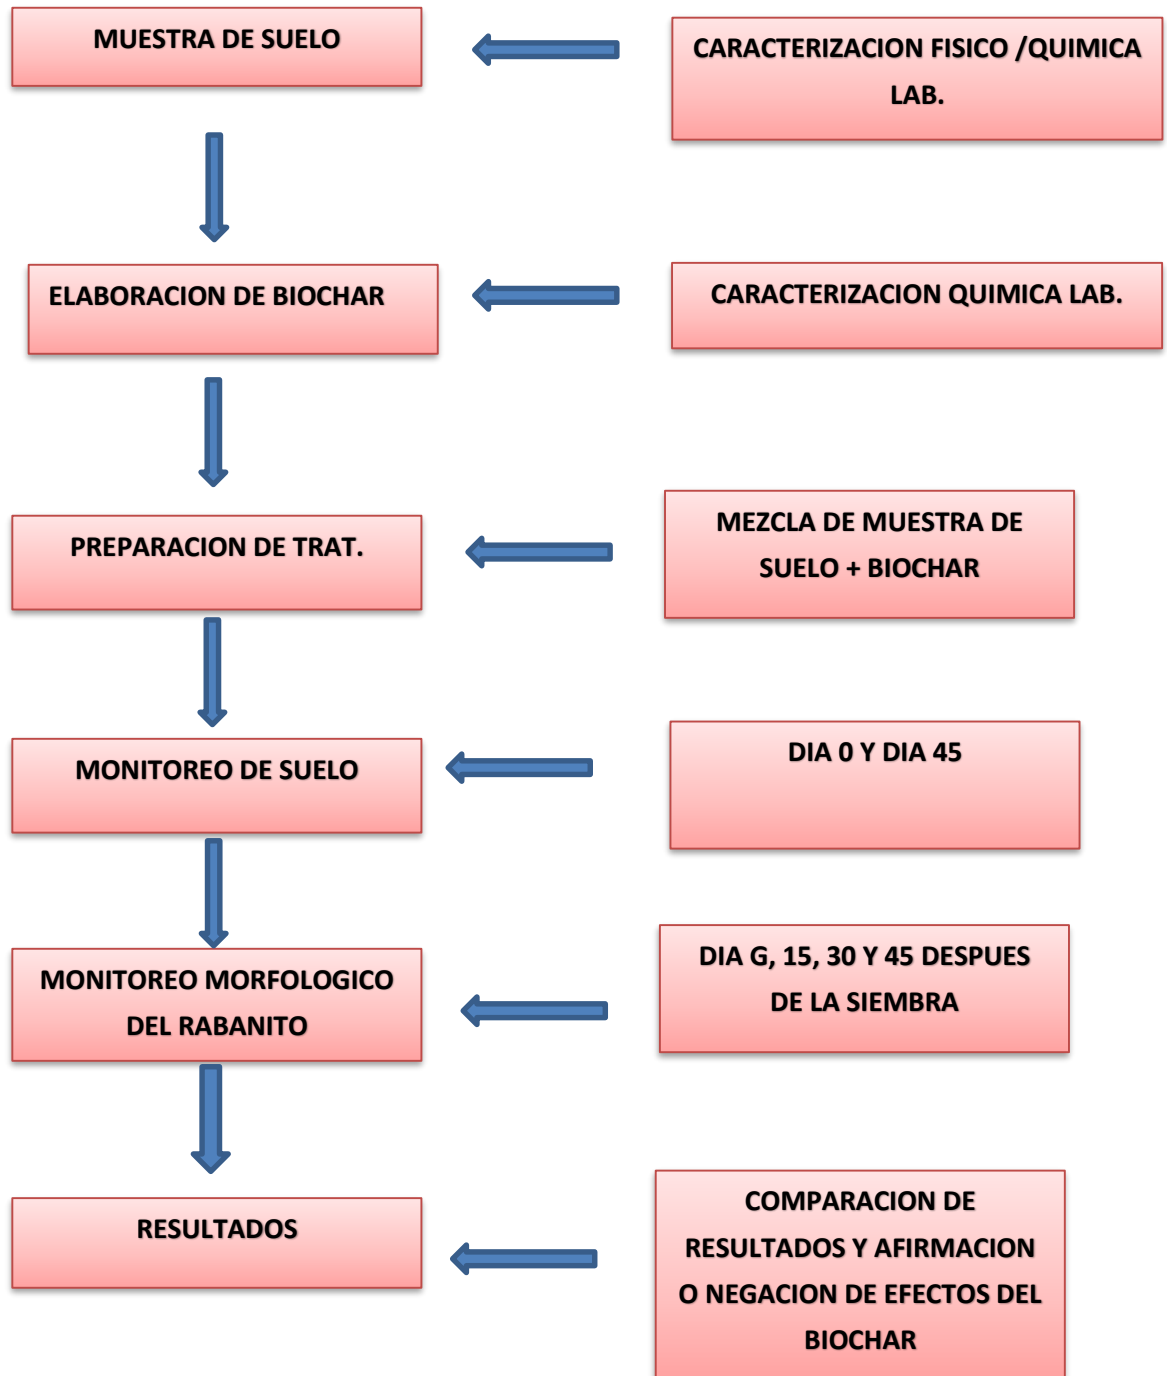 MUESTRA DE SUELO
CARACTERIZACION FISICO /QUIMICA
LAB.
ELABORACION DE BIOCHAR
CARACTERIZACION QUIMICA LAB.
PREPARACION DE TRAT.
MEZCLA DE MUESTRA DE
SUELO + BIOCHAR
MONITOREO DE SUELO
DIA 0 Y DIA 45
MONITOREO MORFOLOGICO
DEL RABANITO
DIA G, 15, 30 Y 45 DESPUES
DE LA SIEMBRA
RESULTADOS
COMPARACION DE
RESULTADOS Y AFIRMACION
O NEGACION DE EFECTOS DEL
BIOCHAR